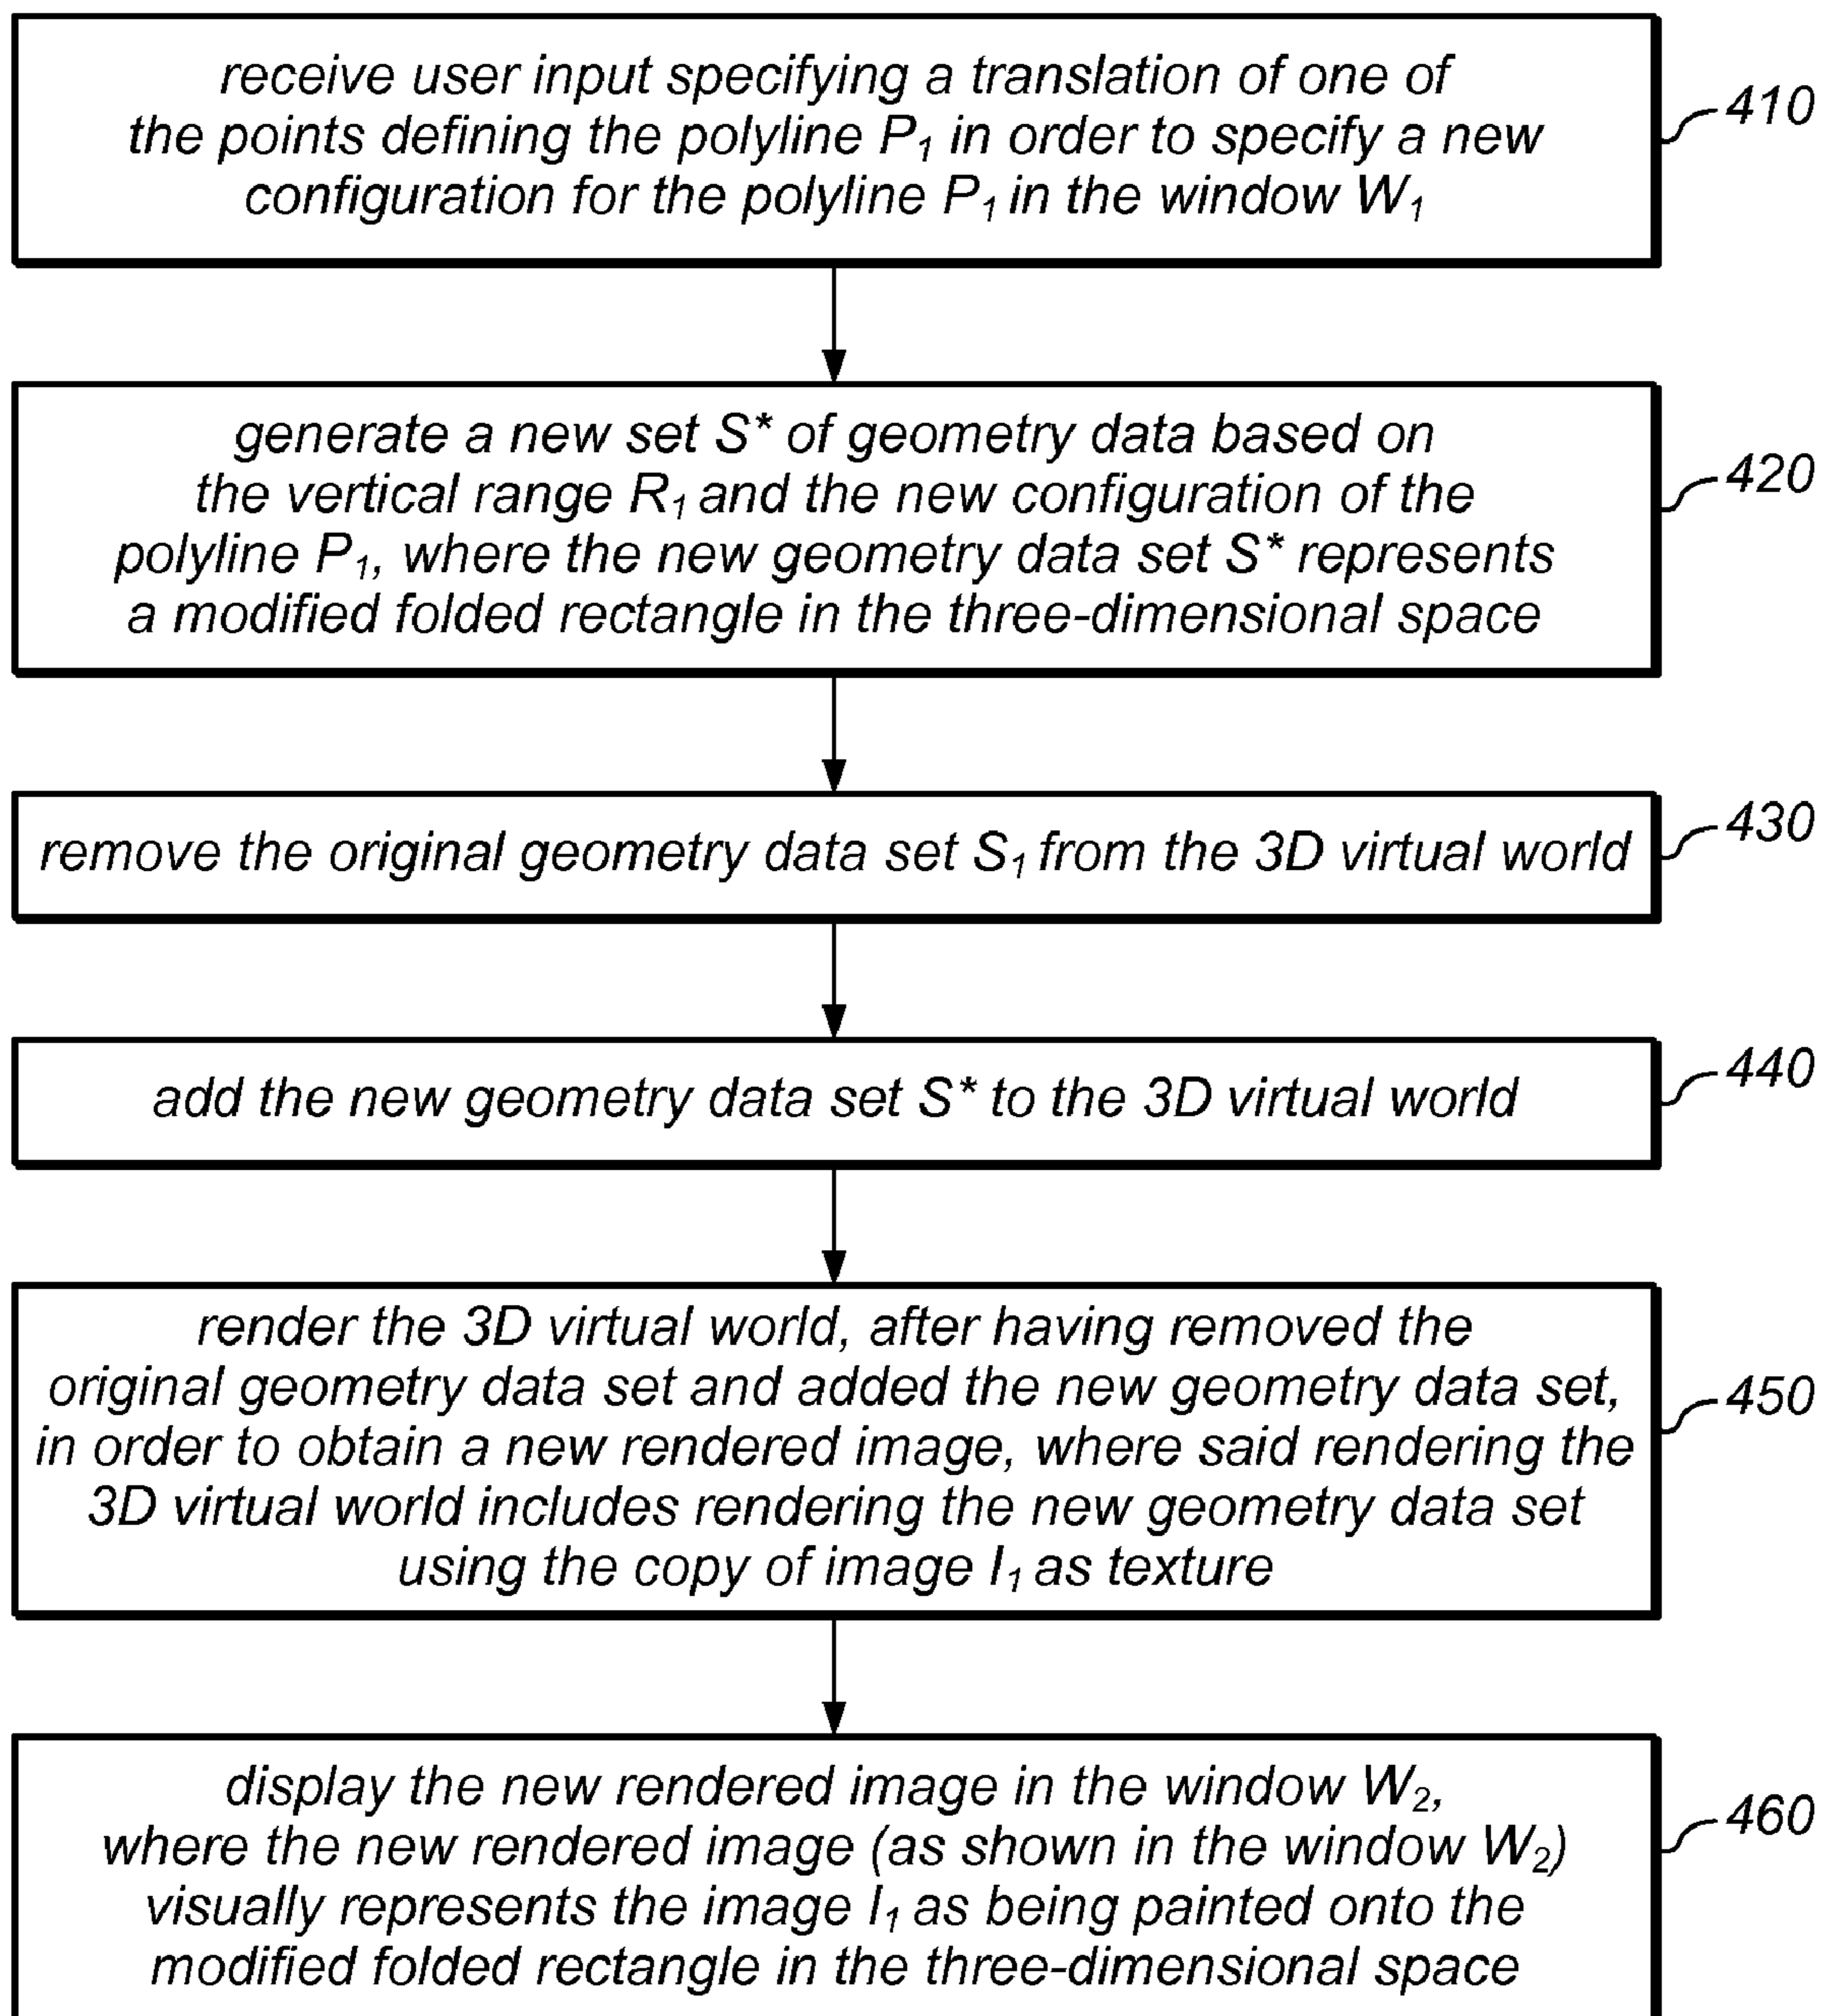 receive user input specifying a translation of one of
the points defining the polyline P₁ in order to specify a new
configuration for the polyline P₁ in the window W₁
410
generate a new set S* of geometry data based on
the vertical range R₁ and the new configuration of the
polyline P₁, where the new geometry data set S* represents
a modified folded rectangle in the three-dimensional space
420
remove the original geometry data set S₁ from the 3D virtual world
430
add the new geometry data set S* to the 3D virtual world
440
render the 3D virtual world, after having removed the
original geometry data set and added the new geometry data set,
in order to obtain a new rendered image, where said rendering the
3D virtual world includes rendering the new geometry data set
using the copy of image I₁ as texture
450
display the new rendered image in the window W₂,
where the new rendered image (as shown in the window W₂)
visually represents the image I₁ as being painted onto the
modified folded rectangle in the three-dimensional space
460